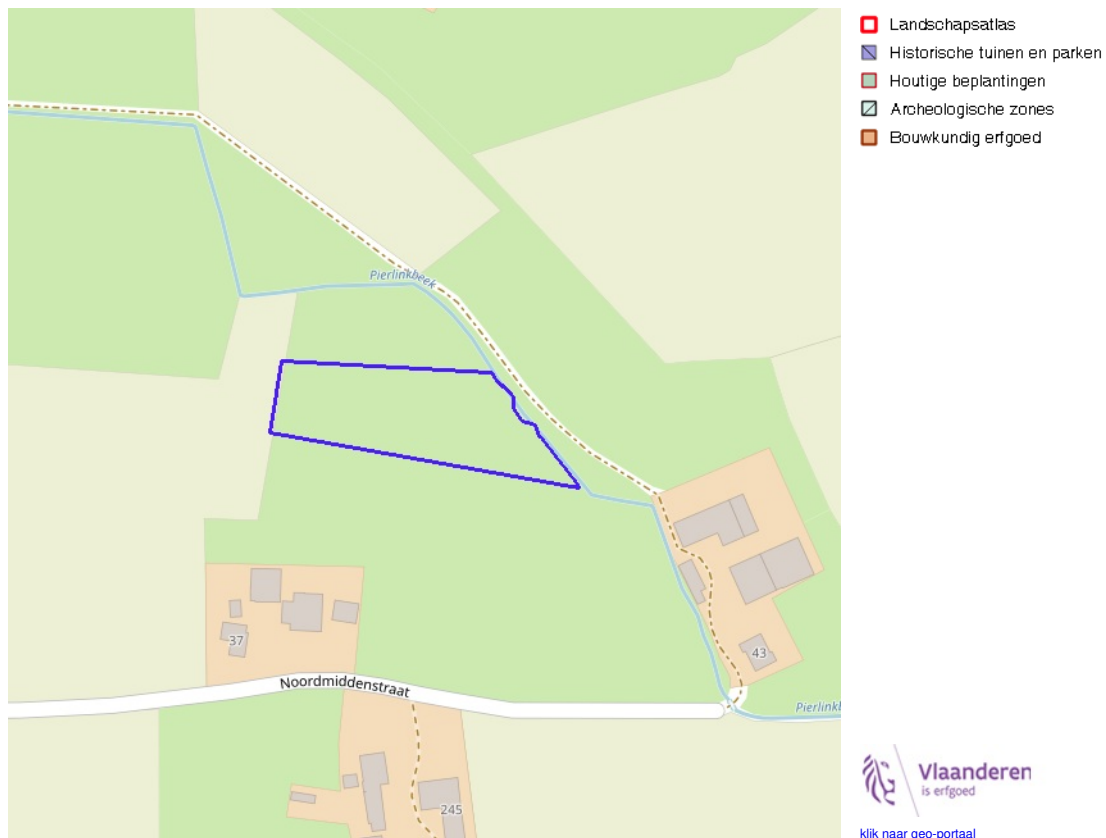 Landschapsatlas
Historische tuinen en parken
Houtige beplantingen
Archeologische zones
Bouwkundig erfgoed
Pierlinkbeek
37
43
Noordmiddenstraat
Pierlinkb
245
Vlaanderen
is erfgoed
klik naar geo-portaal